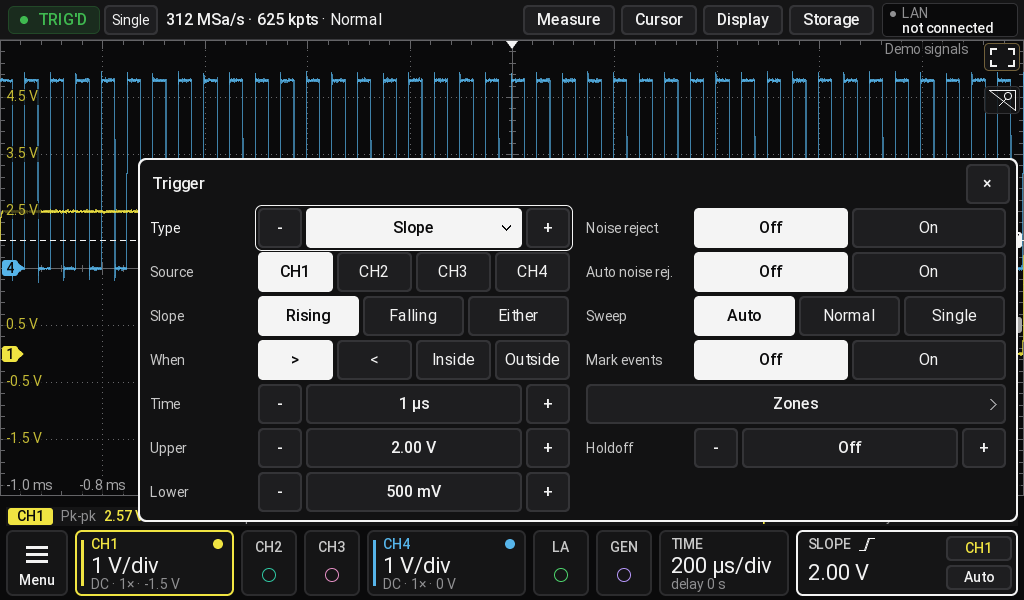 TRIG'D Single 312 MSa/s · 625 kpts · Normal Measure Cursor Display Storage LAN
not connected
Demo signals
4.5 V
3.5 V
Trigger ×
2.5 V
Type - Slope + Noise reject Off On
4 Source CH1 CH2 CH3 CH4 Auto noise rej. Off On
0.5 V Slope Rising Falling Either Sweep Auto Normal Single
1 When > < Inside Outside Mark events Off On
-0.5 V
Time - 1 µs + Zones
-1.5 V
Upper - 2.00 V + Holdoff - Off +
-1.0 ms -0.8 ms
Lower - 500 mV +
CH1 Pk-pk 2.57
Menu
CH1
1 V/div
DC · 1× · -1.5 V
CH2
CH3
CH4
1 V/div
DC · 1× · 0 V
LA
GEN
TIME
200 µs/div
delay 0 s
SLOPE
2.00 V
CH1
Auto